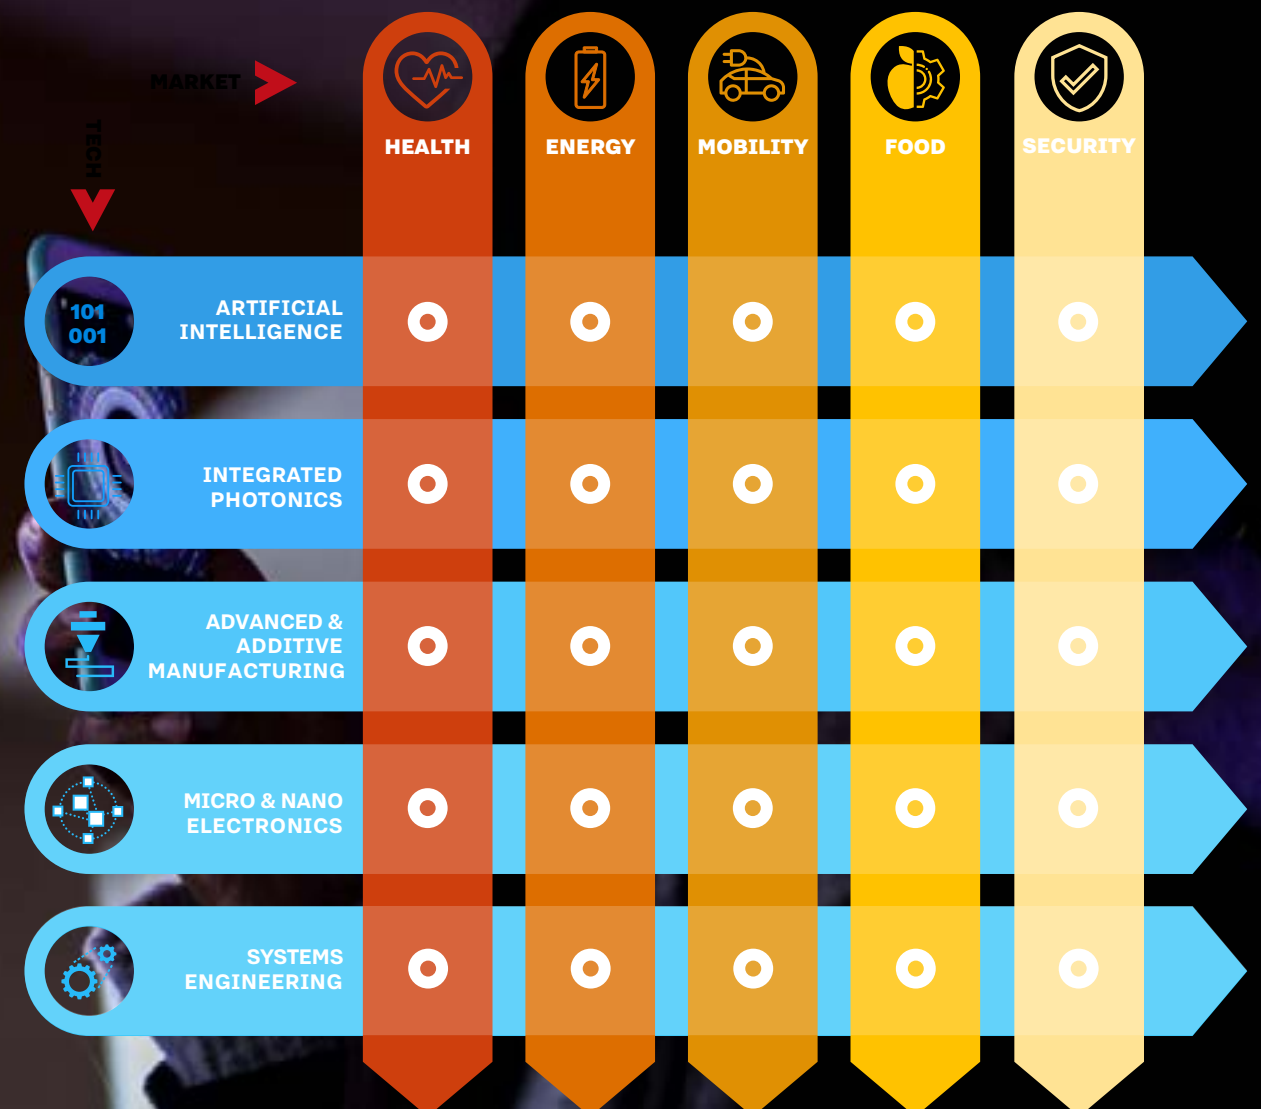 MARKET
TECH
HEALTH
ENERGY
MOBILITY
FOOD
SECURITY
101
001
ARTIFICIAL
INTELLIGENCE
INTEGRATED
PHOTONICS
ADVANCED &
ADDITIVE
MANUFACTURING
MICRO & NANO
ELECTRONICS
SYSTEMS
ENGINEERING